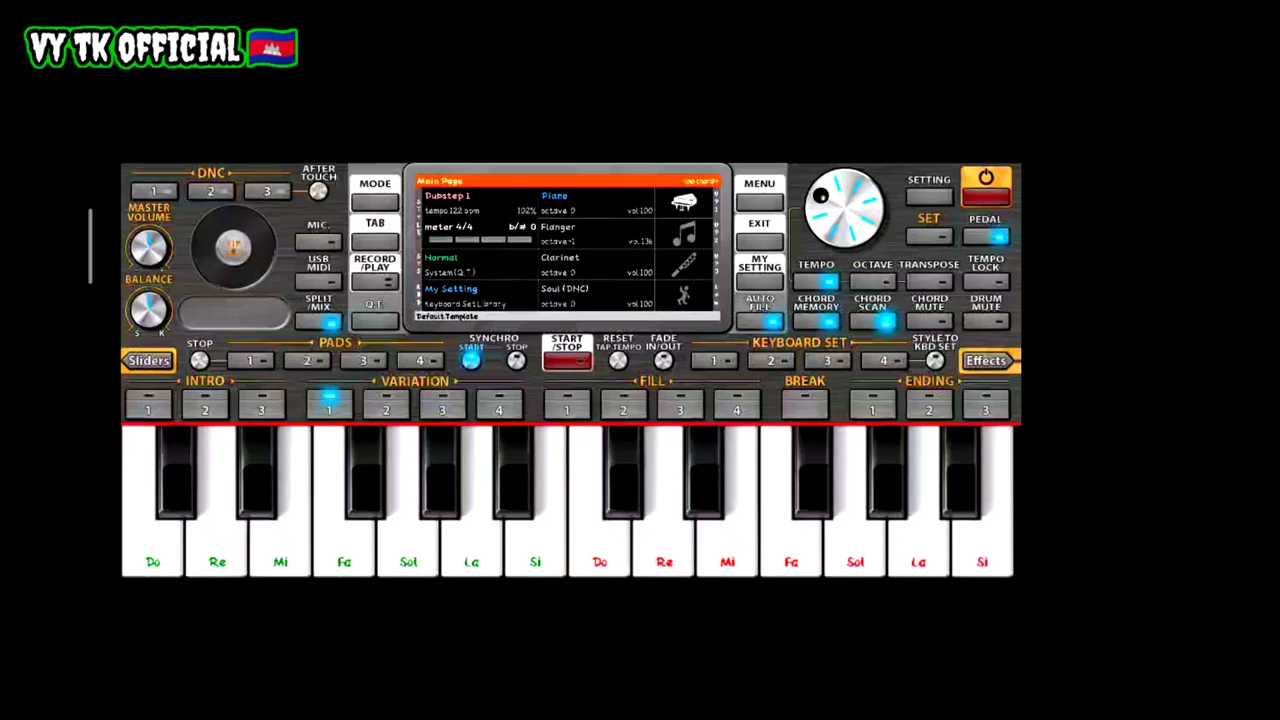 VY TK OFFICIAL
DNC
1 2 3
AFTER TOUCH
MASTER VOLUME
BALANCE
MIC.
USB MIDI
SPLIT /MIX
MODE
TAB
RECORD /PLAY
Q.T.
Main Page
<no chord>
Dubstep 1
Piano
tempo 122 bpm 102%
octave 0 vol.100
meter 4/4 b/# 0
Flanger
octave-1 vol.136
Normal
Clarinet
System (Q.T.)
octave 0 vol.100
My Setting
Soul (DNC)
Keyboard Set Library
octave 0 vol.100
Default Template
MENU
EXIT
MY SETTING
AUTO FILL
SETTING
SET
PEDAL
TEMPO OCTAVE TRANSPOSE TEMPO LOCK
CHORD MEMORY CHORD SCAN CHORD MUTE DRUM MUTE
Sliders
STOP
PADS
1 2 3 4
SYNCHRO
START STOP
START /STOP
RESET TAP TEMPO
FADE IN/OUT
KEYBOARD SET
1 2 3 4
STYLE TO KBD SET
Effects
INTRO VARIATION FILL BREAK ENDING
1 2 3 1 2 3 4 1 2 3 4 1 2 3
Do Re Mi Fa Sol La Si Do Re Mi Fa Sol La Si